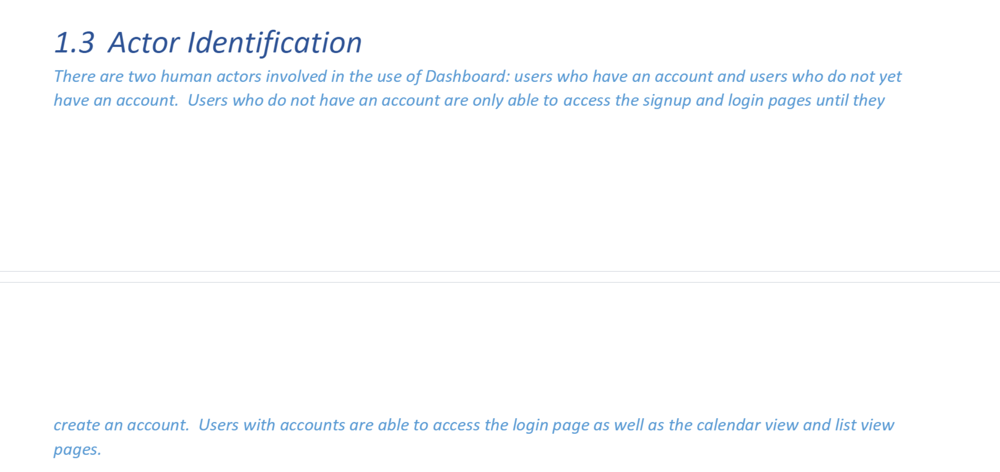 1.3 Actor Identification
There are two human actors involved in the use of Dashboard: users who have an account and users who do not yet
have an account.  Users who do not have an account are only able to access the signup and login pages until they
create an account.  Users with accounts are able to access the login page as well as the calendar view and list view
pages.